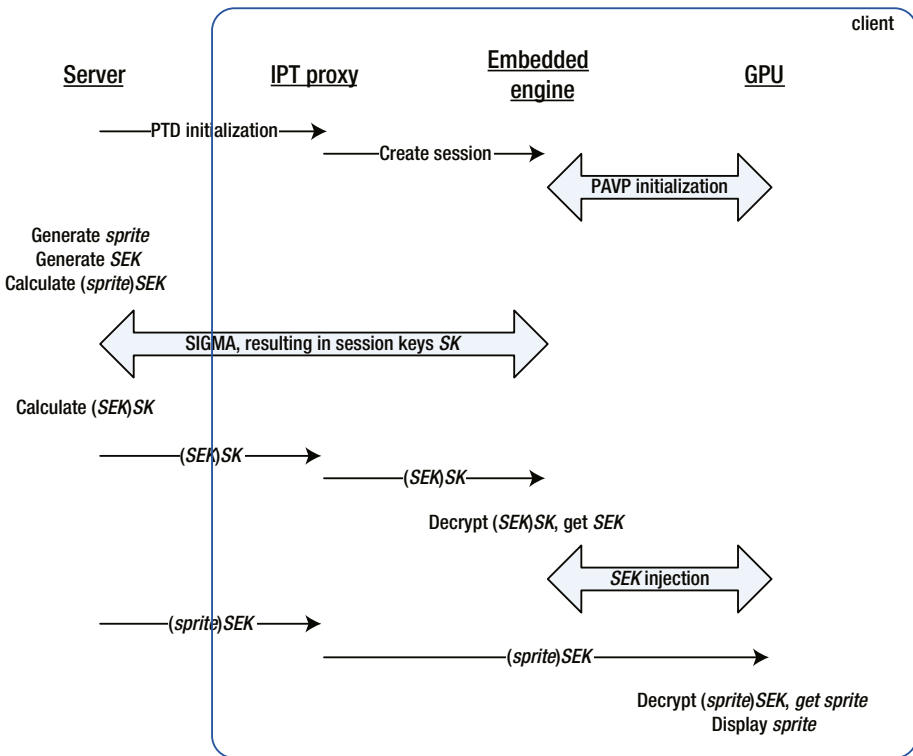 client
Server
IPT proxy
Embedded
engine
GPU
PTD initialization
Create session
PAVP initialization
Generate sprite
Generate SEK
Calculate (sprite)SEK
SIGMA, resulting in session keys SK
Calculate (SEK)SK
(SEK)SK
(SEK)SK
Decrypt (SEK)SK, get SEK
SEK injection
(sprite)SEK
(sprite)SEK
Decrypt (sprite)SEK, get sprite
Display sprite